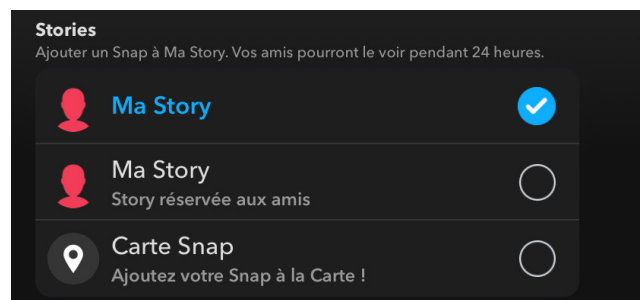 Stories
Ajouter un Snap à Ma Story. Vos amis pourront le voir pendant 24 heures.
Ma Story
Ma Story
Story réservée aux amis
Carte Snap
Ajoutez votre Snap à la Carte !